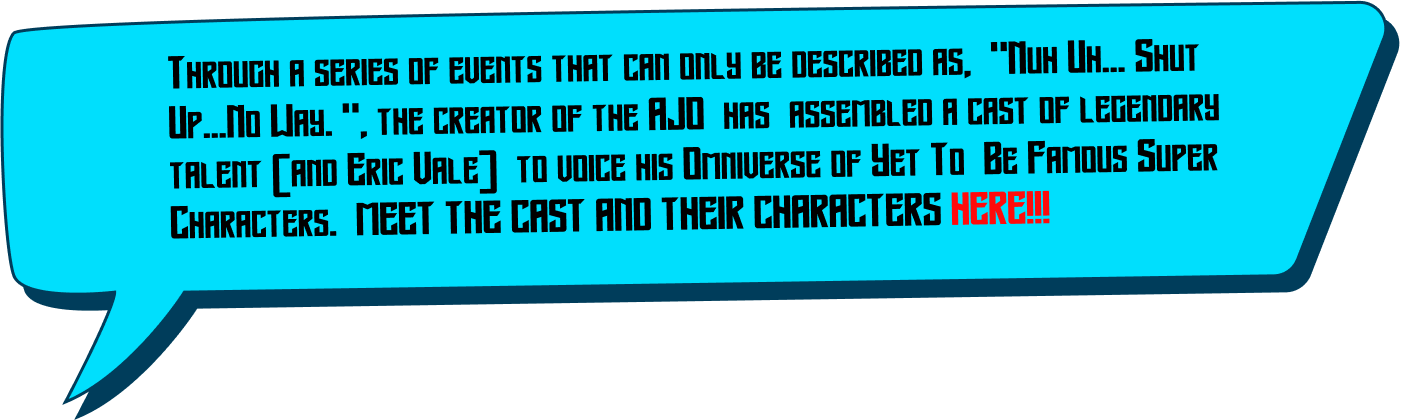 Through a series of events that can only be described as, "Nuh Uh... Shut
Up...No Way. ", the creator of the AJO has assembled a cast of legendary
talent (and Eric Vale) to voice his Omniverse of Yet To Be Famous Super
Characters. MEET THE CAST AND THEIR CHARACTERS HERE!!!